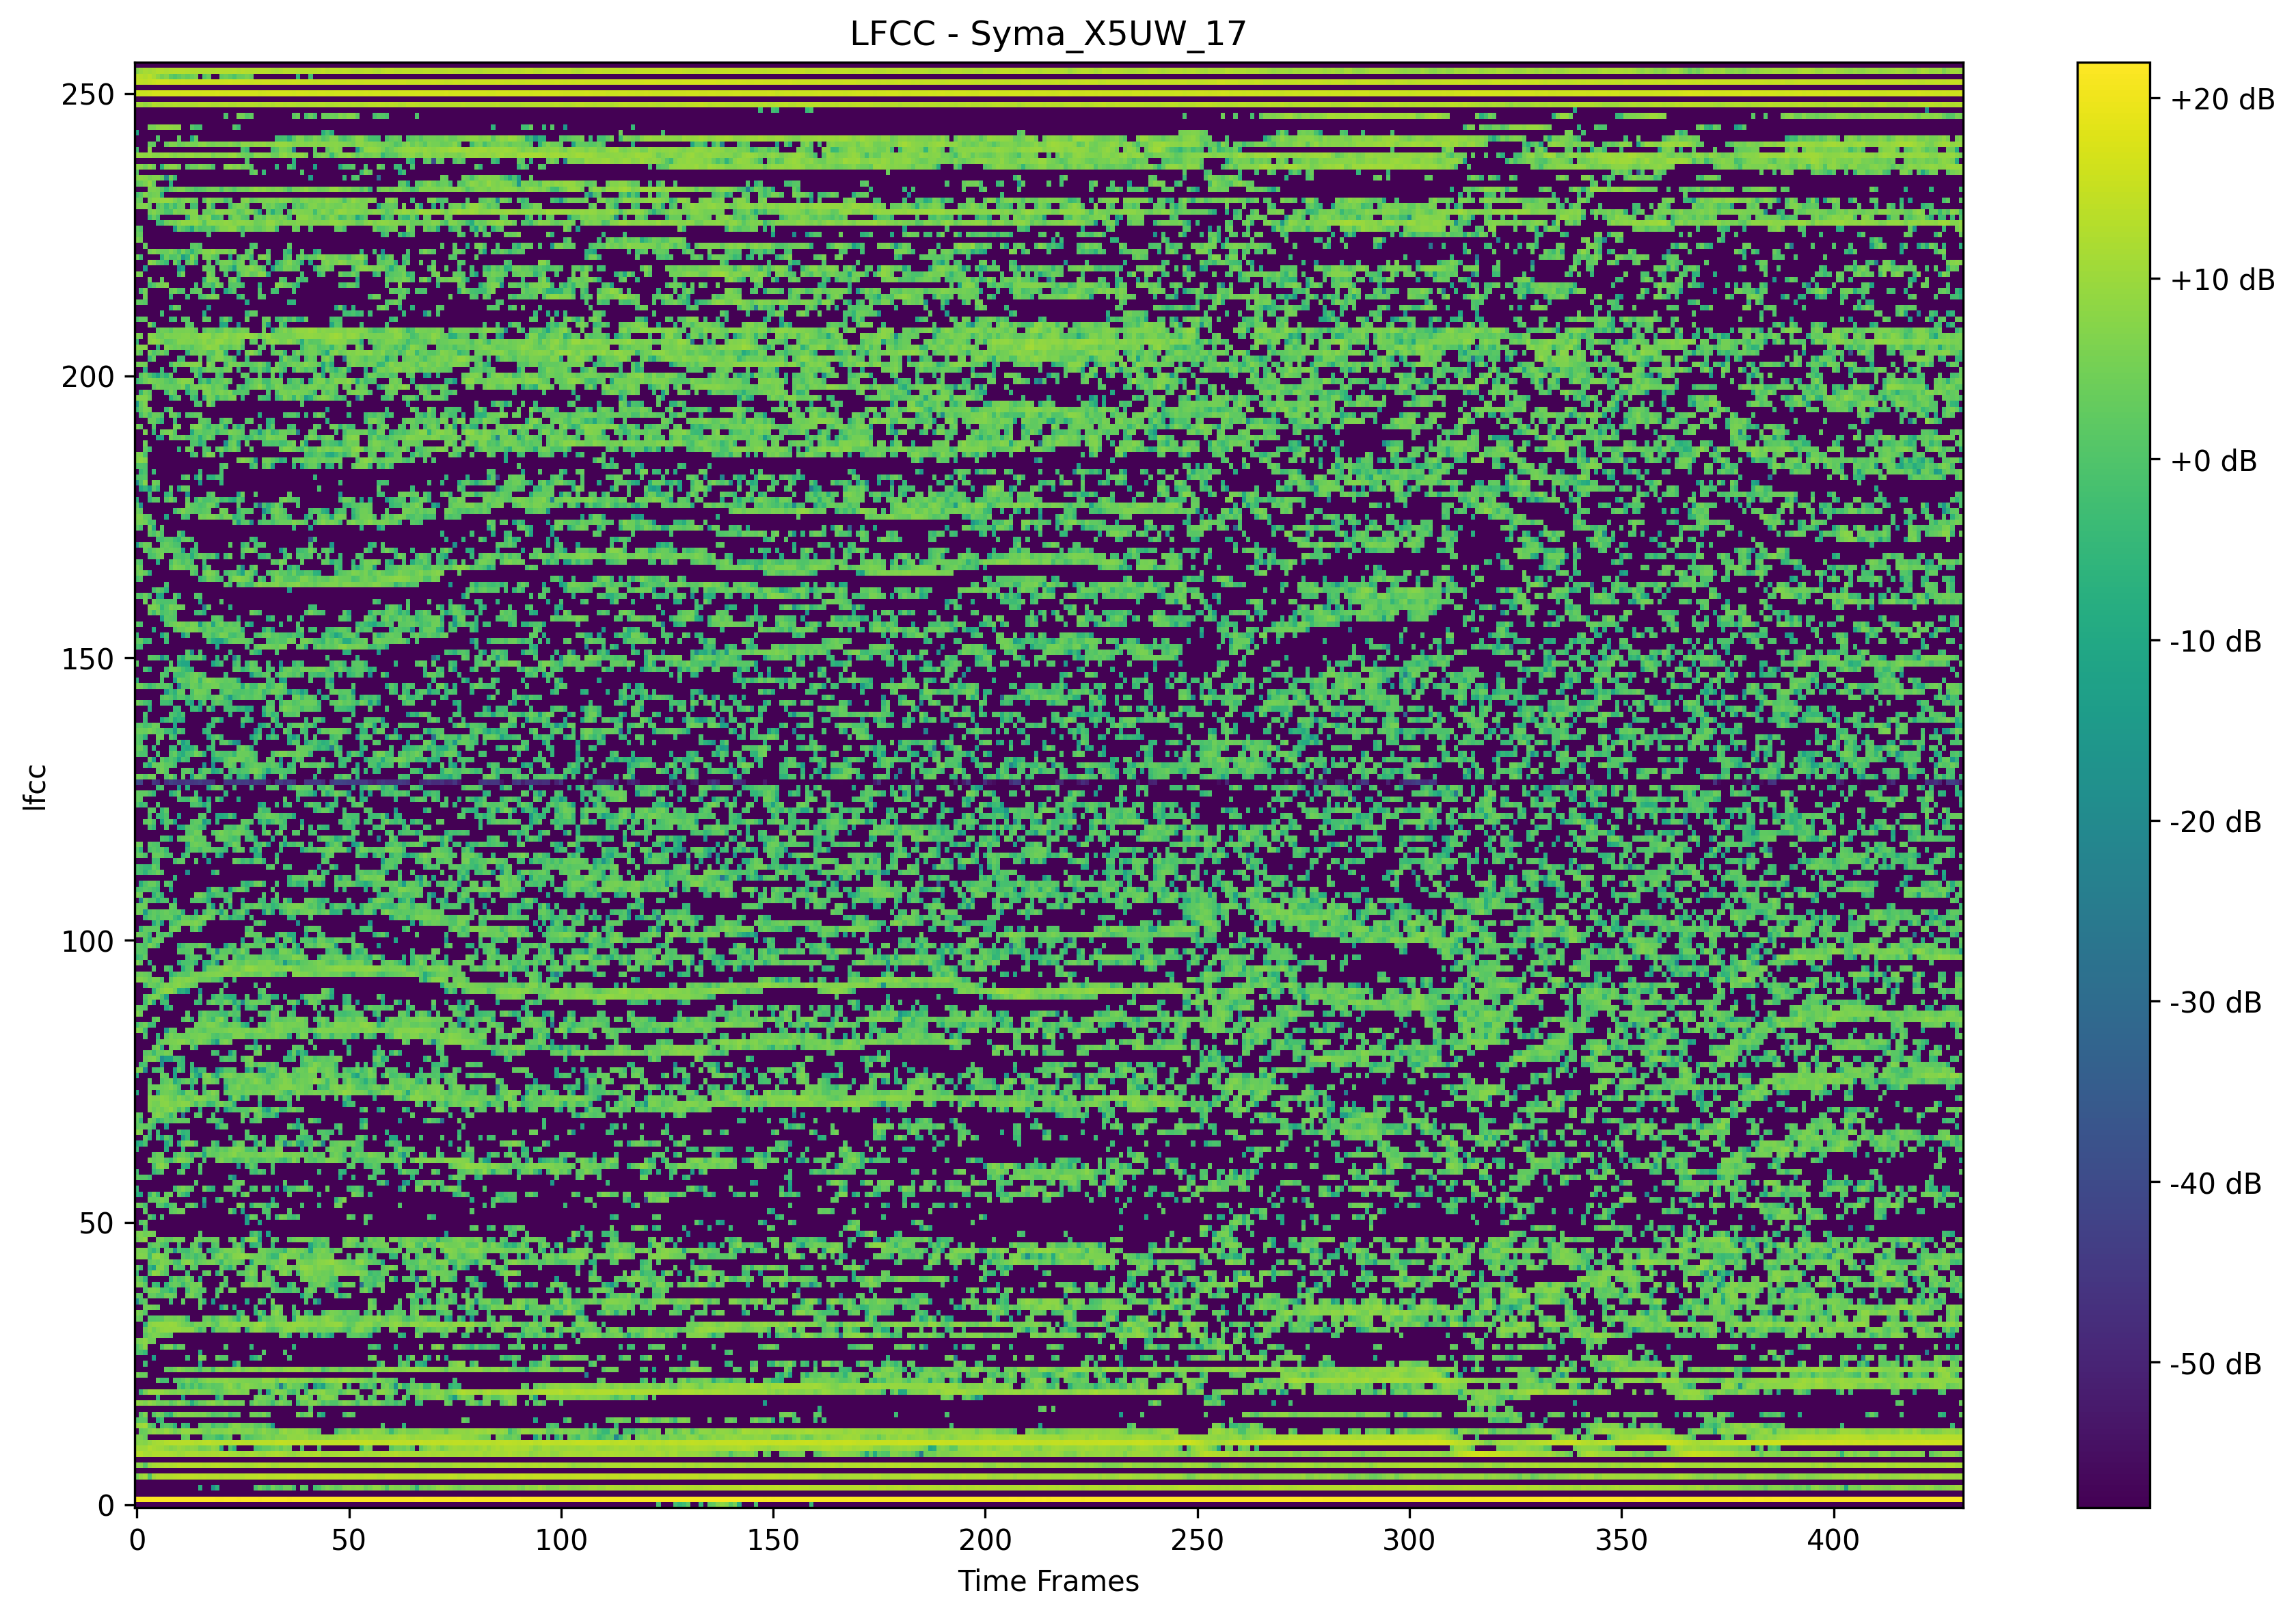 LFCC - Syma_X5UW_17
250
200
150
100
50
0
lfcc
0 50 100 150 200 250 300 350 400
Time Frames
+20 dB
+10 dB
+0 dB
-10 dB
-20 dB
-30 dB
-40 dB
-50 dB